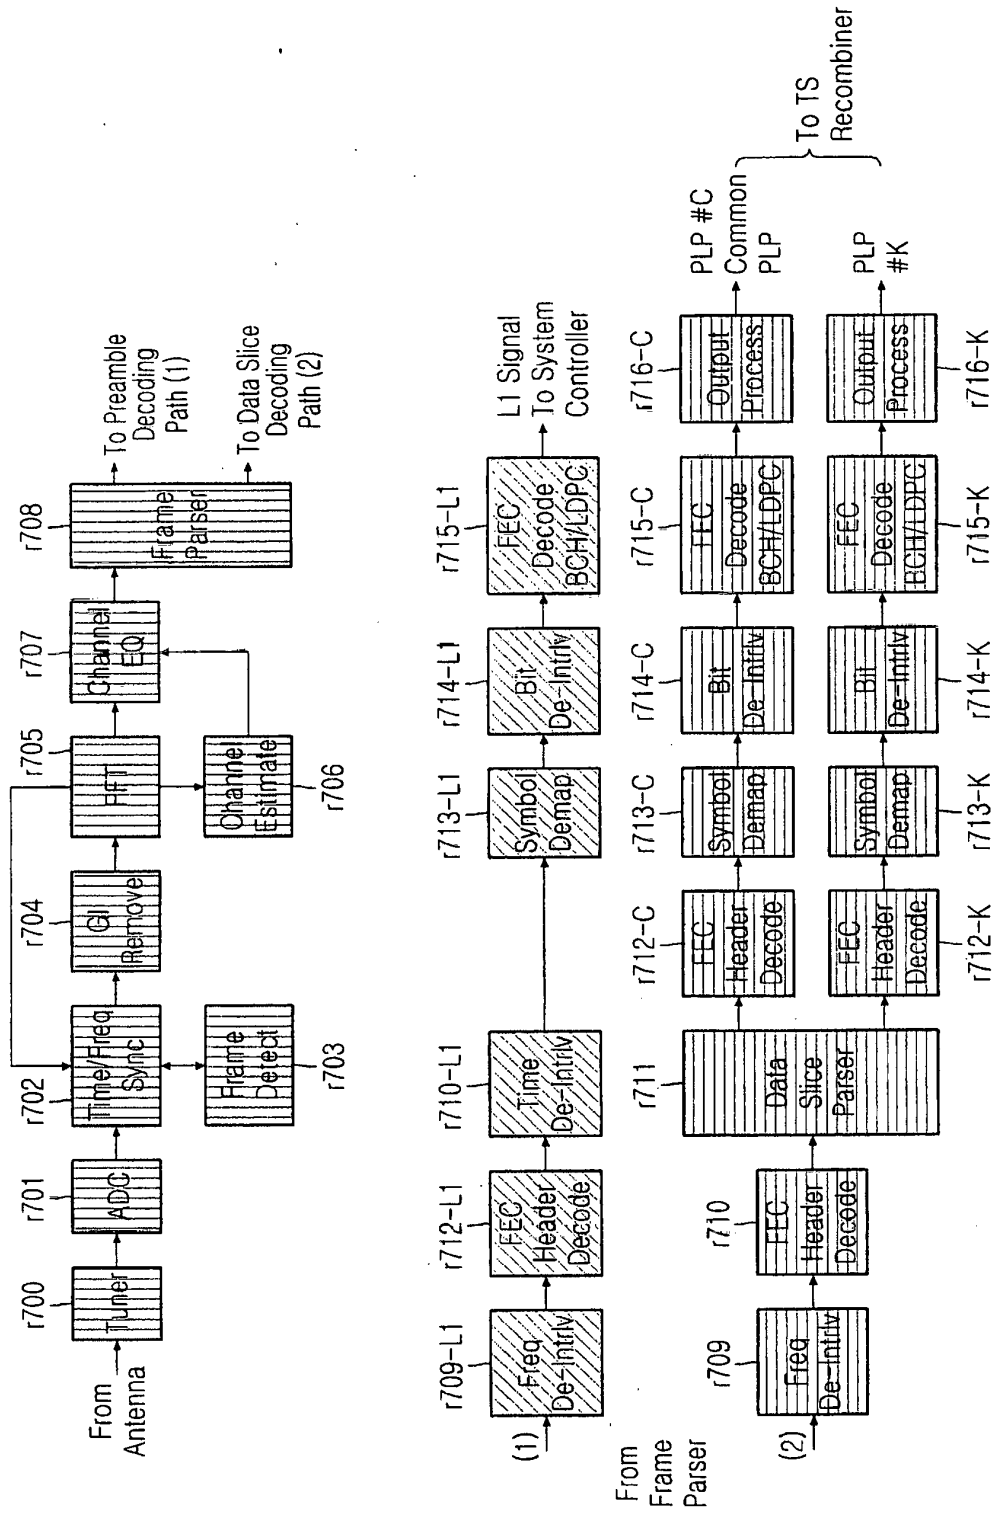 From
Antenna
r700
Tuner
r701
ADC
r702
Time/Freq
Sync
r703
Frame
Detect
r704
GI
Remove
r705
FFT
r706
Channel
Estimate
r707
Channel
EQ
r708
Frame
Parser
To Preamble
Decoding
Path (1)
To Data Slice
Decoding
Path (2)
From
Frame
Parser
(1)
r709-L1
Freq
De-Intrlv
r712-L1
FEC
Header
Decode
r710-L1
Time
De-Intrlv
r713-L1
Symbol
Demap
r714-L1
Bit
De-Intrlv
r715-L1
FEC
Decode
BCH/LDPC
L1 Signal
To System
Controller
(2)
r709
Freq
De-Intrlv
r710
FEC
Header
Decode
r711
Data
Slice
Parser
r712-C
FEC
Header
Decode
r713-C
Symbol
Demap
r714-C
Bit
De-Intrlv
r715-C
FEC
Decode
BCH/LDPC
r716-C
Output
Process
PLP #C
Common
PLP
r712-K
FEC
Header
Decode
r713-K
Symbol
Demap
r714-K
Bit
De-Intrlv
r715-K
FEC
Decode
BCH/LDPC
r716-K
Output
Process
PLP
#K
To TS
Recombiner